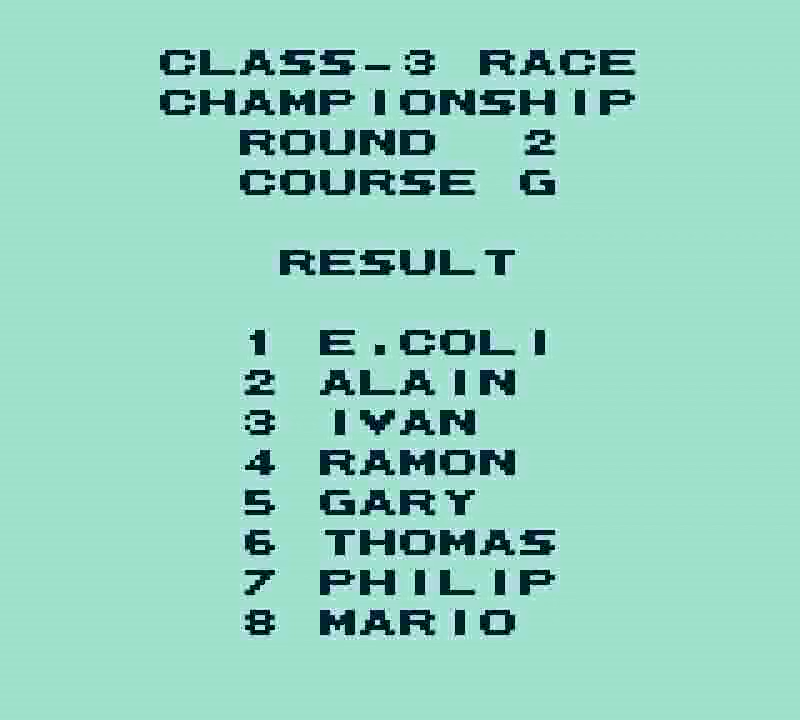 CLASS-3 RACE
CHAMPIONSHIP
ROUND 2
COURSE G
RESULT
1 E.COLI
2 ALAIN
3 IVAN
4 RAMON
5 GARY
6 THOMAS
7 PHILIP
8 MARIO